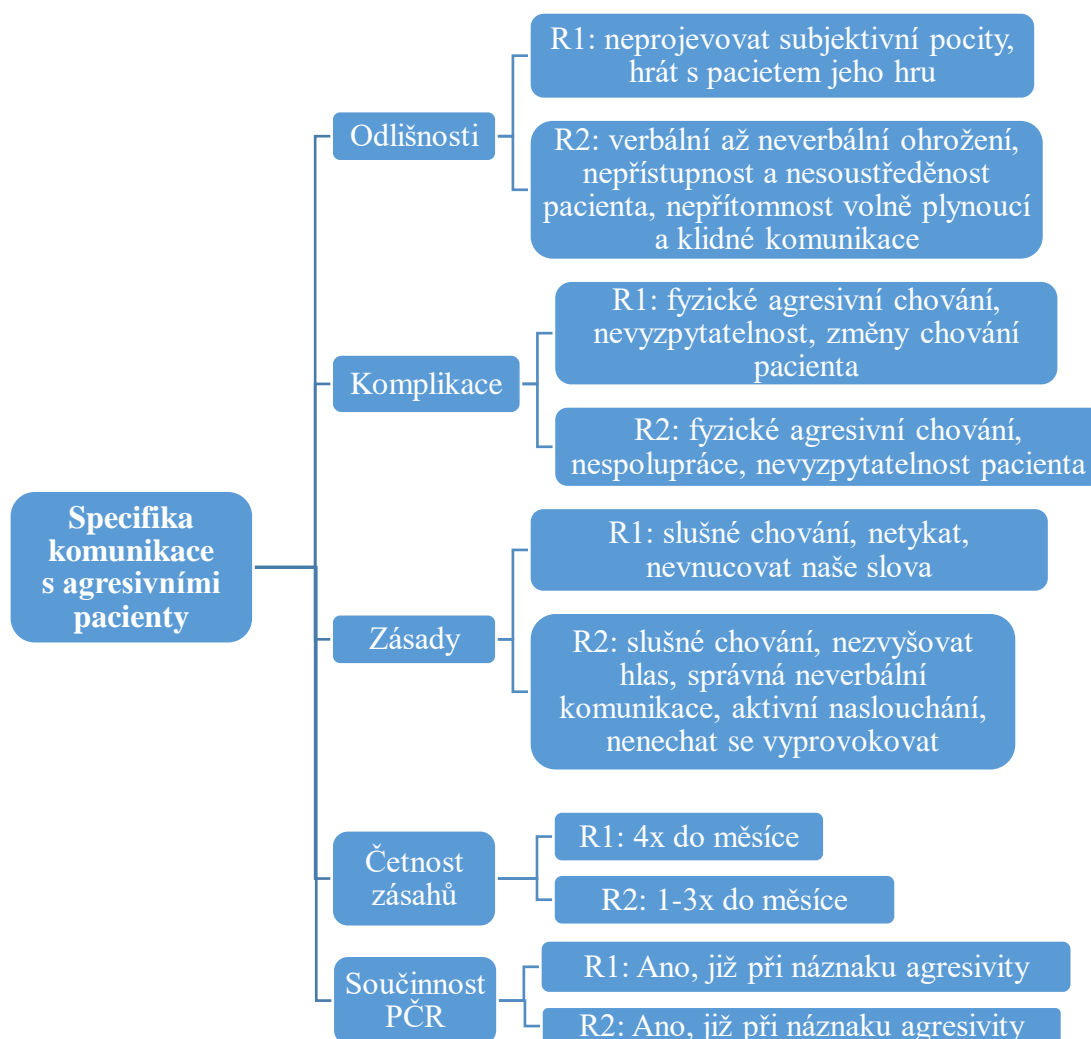 Specifika
komunikace
s agresivními
pacienty
Odlišnosti
R1: neprojevovat subjektivní pocity,
hrát s pacietem jeho hru
R2: verbální až neverbální ohrožení,
nepřístupnost a nesoustředěnost
pacienta, nepřítomnost volně plynoucí
a klidné komunikace
Komplikace
R1: fyzické agresivní chování,
nevyzpytatelnost, změny chování
pacienta
R2: fyzické agresivní chování,
nespolupráce, nevyzpytatelnost pacienta
Zásady
R1: slušné chování, netykat,
nevnucovat naše slova
R2: slušné chování, nezvyšovat
hlas, správná neverbální
komunikace, aktivní naslouchání,
nenechat se vyprovokovat
Četnost
zásahů
R1: 4x do měsíce
R2: 1-3x do měsíce
Součinnost
PČR
R1: Ano, již při náznaku agresivity
R2: Ano, již při náznaku agresivity